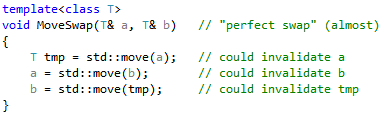 template<class T>
void MoveSwap(T& a, T& b)   // "perfect swap" (almost)
{
    T tmp = std::move(a);   // could invalidate a
    a = std::move(b);       // could invalidate b
    b = std::move(tmp);     // could invalidate tmp
}